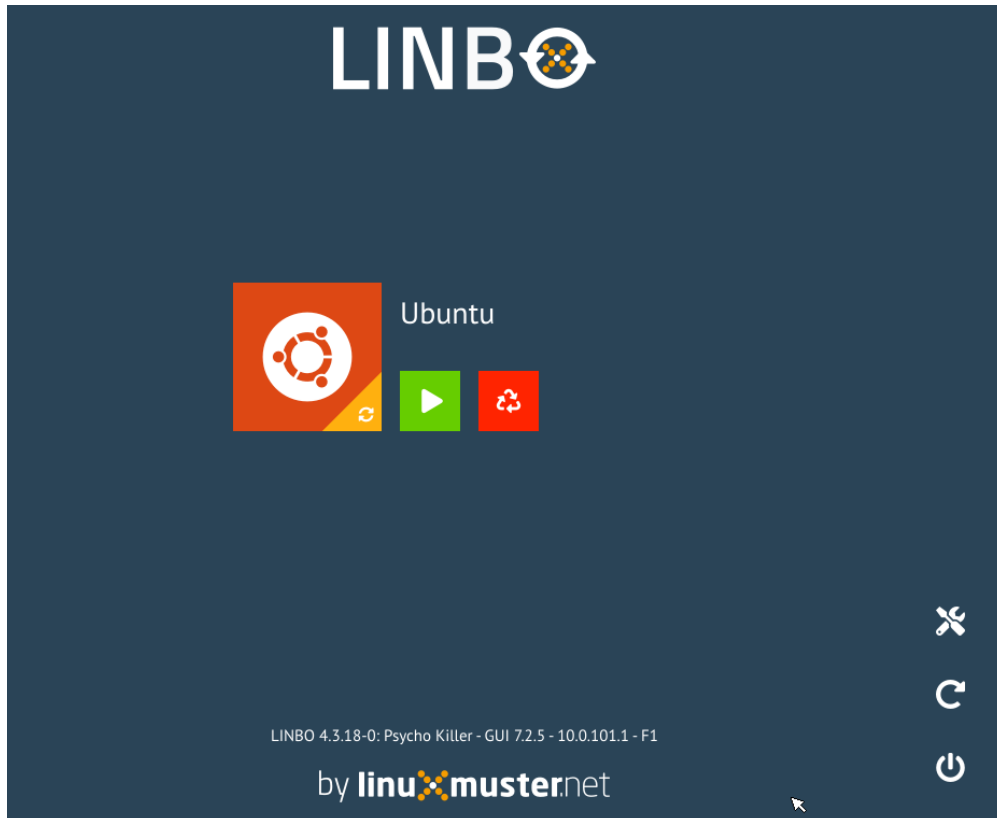 LINBO
Ubuntu
LINBO 4.3.18-0: Psycho Killer - GUI 7.2.5 - 10.0.101.1 - F1
by linuxmuster.net